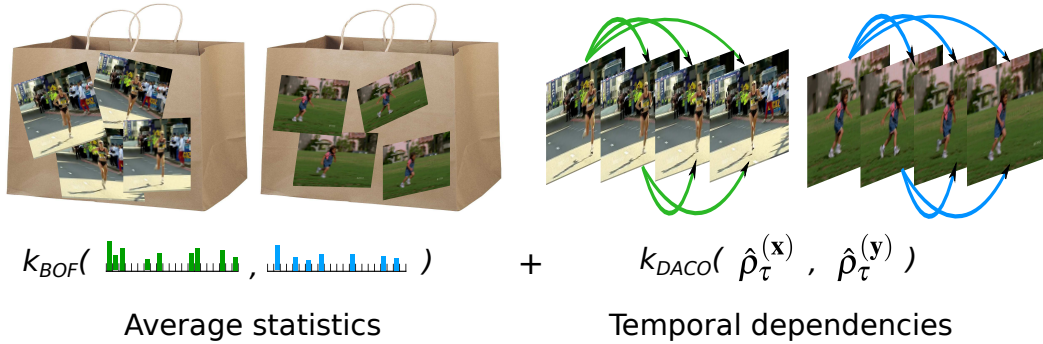 k_BOF( , ) + k_DACO( ρ̂_τ^(x) , ρ̂_τ^(y) )
Average statistics Temporal dependencies